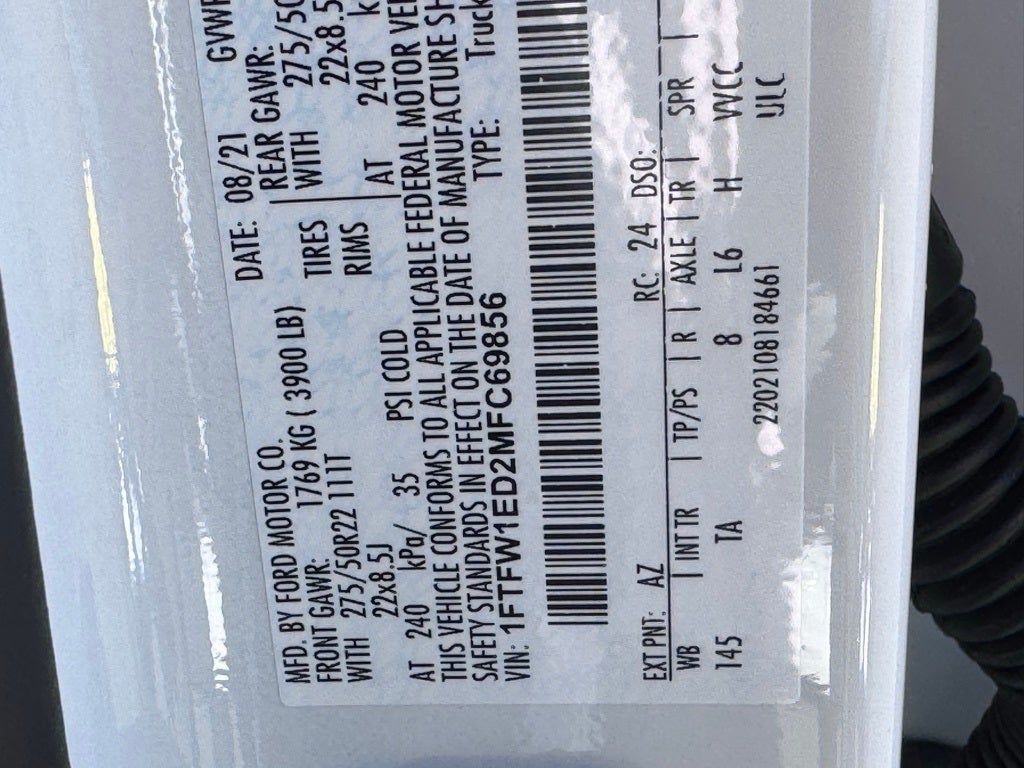 MFD. BY FORD MOTOR CO. DATE: 08/21 GVWR
FRONT GAWR: 1769 KG ( 3900 LB) REAR GAWR:
WITH 275/50R22 111T TIRES WITH 275/50
22x8.5J RIMS 22x8.5
AT 240 kPa/ 35 PSI COLD AT 240 k
THIS VEHICLE CONFORMS TO ALL APPLICABLE FEDERAL MOTOR VE
SAFETY STANDARDS IN EFFECT ON THE DATE OF MANUFACTURE SH
VIN: 1FTFW1ED2MFC69856 TYPE: Truck
EXT PNT: AZ RC: 24 DSO:
WB | INT TR | TP/PS | R | AXLE | TR | SPR |
145 TA 8 L6 H VVCC
220210818466​1 ULC